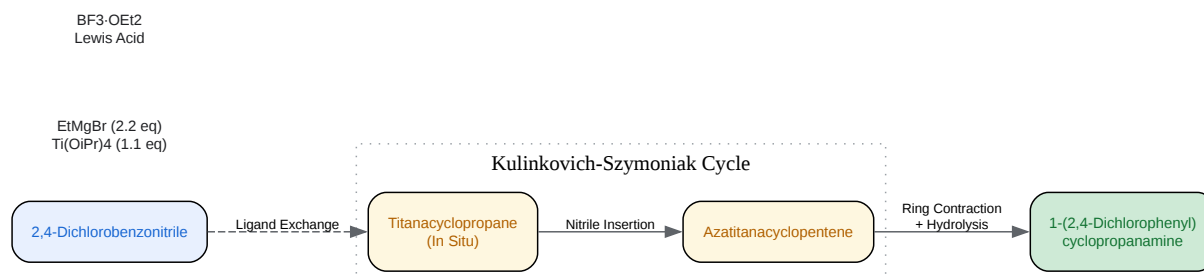 BF3·OEt2
Lewis Acid
EtMgBr (2.2 eq)
Ti(OiPr)4 (1.1 eq)
Kulinkovich-Szymoniak Cycle
2,4-Dichlorobenzonitrile
Ligand Exchange
Titanacyclopropane
(In Situ)
Nitrile Insertion
Azatitanacyclopentene
Ring Contraction
+ Hydrolysis
1-(2,4-Dichlorophenyl)
cyclopropanamine